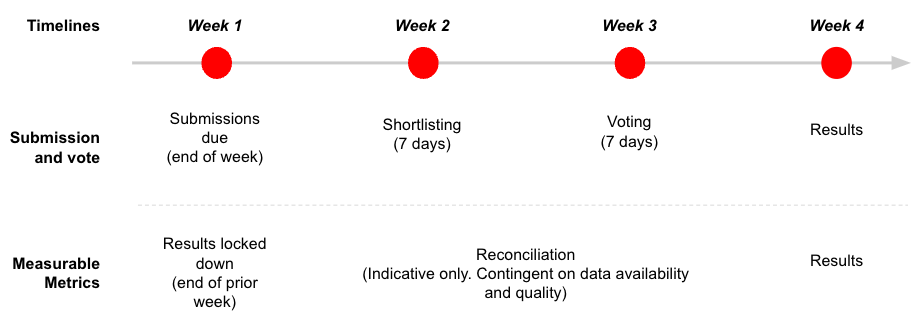 Timelines
Week 1
Week 2
Week 3
Week 4
Submission
and vote
Submissions
due
(end of week)
Shortlisting
(7 days)
Voting
(7 days)
Results
Measurable
Metrics
Results locked
down
(end of prior
week)
Reconciliation
(Indicative only. Contingent on data availability
and quality)
Results